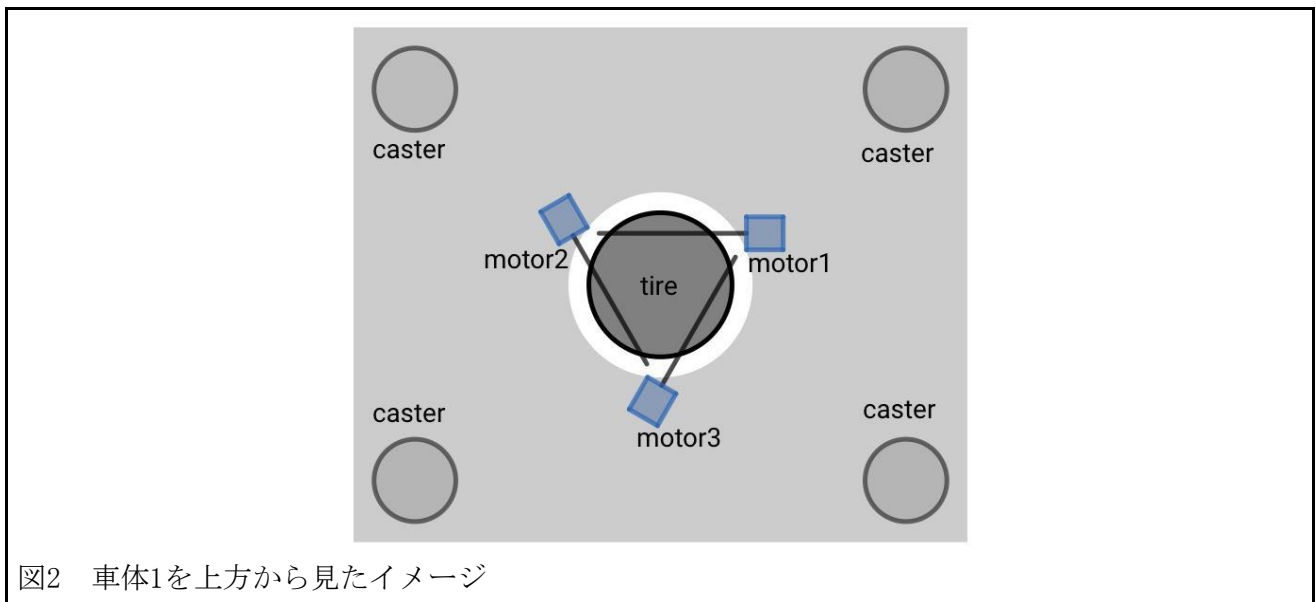 caster
caster
motor2
motor1
tire
caster
caster
motor3
図2　車体1を上方から見たイメージ